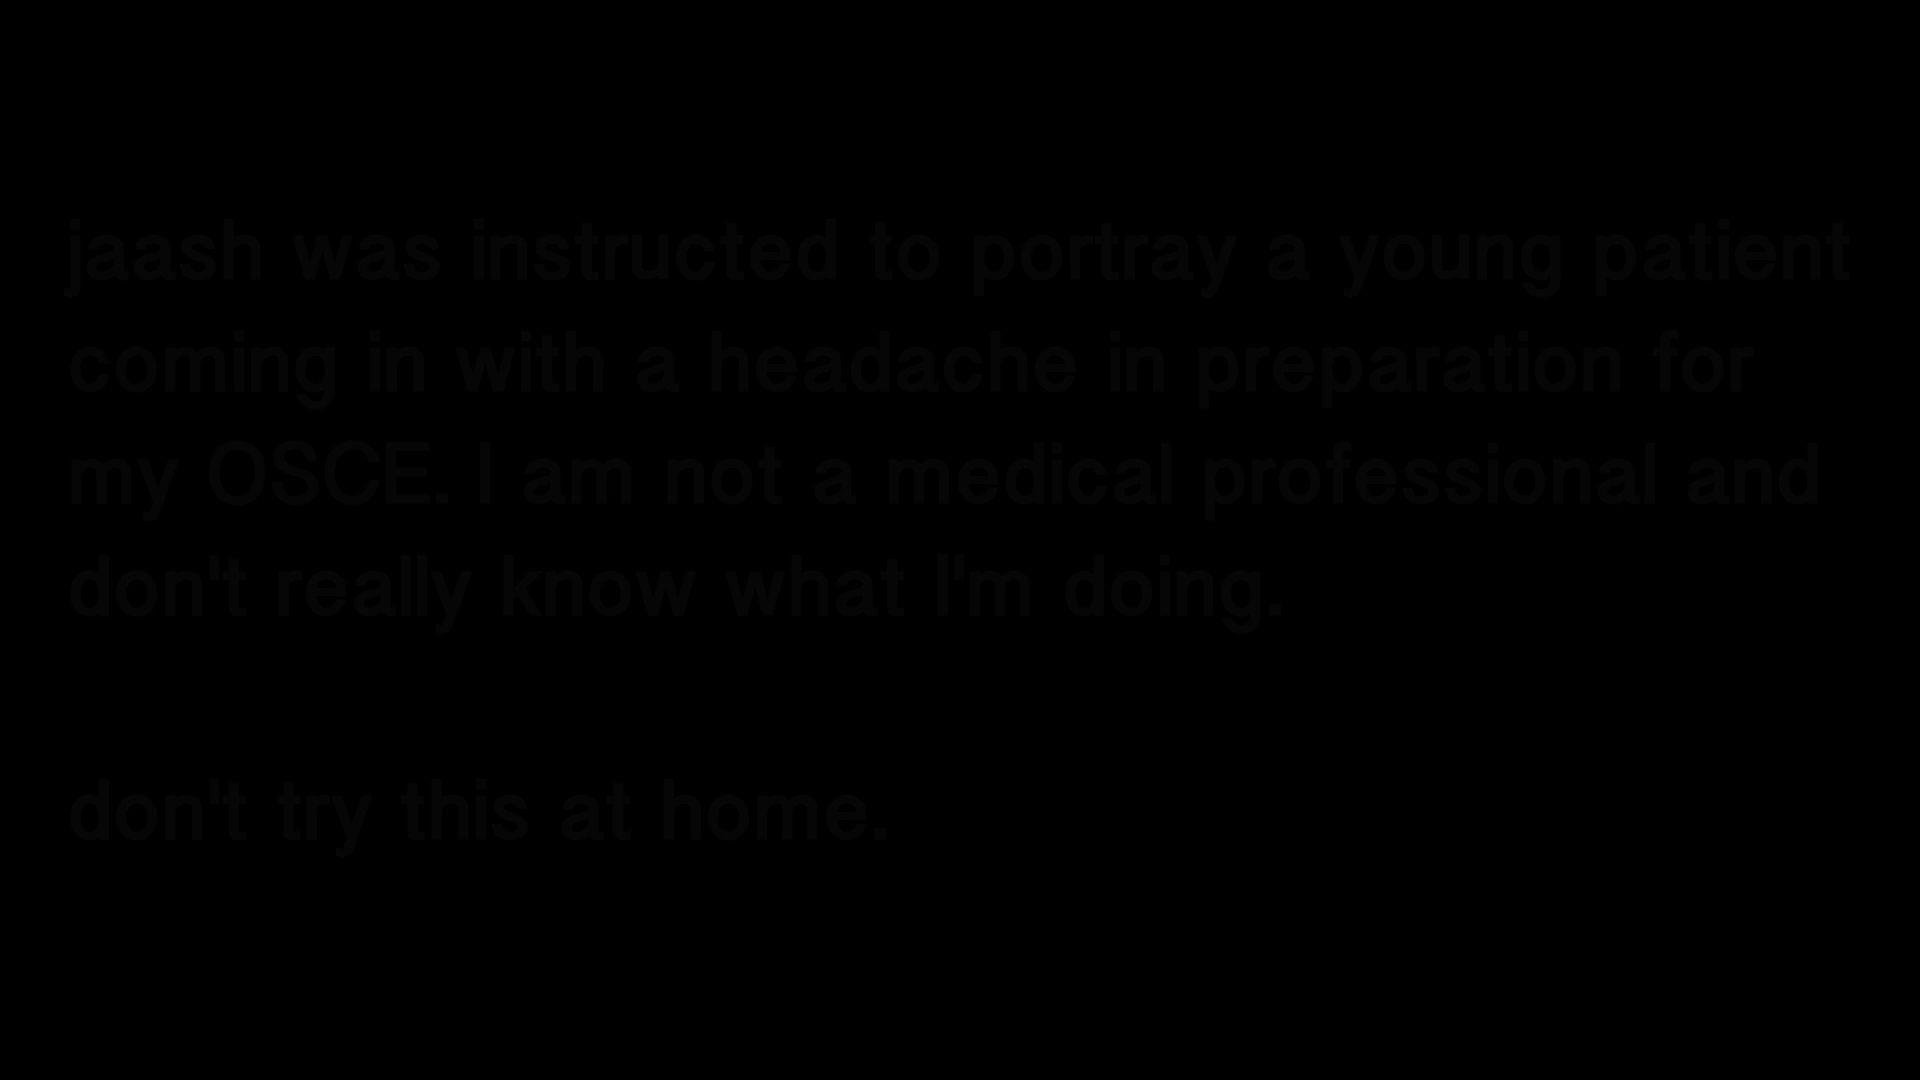 jaash was instructed to portray a young patient
coming in with a headache in preparation for
my OSCE. I am not a medical professional and
don't really know what I'm doing.
don't try this at home.